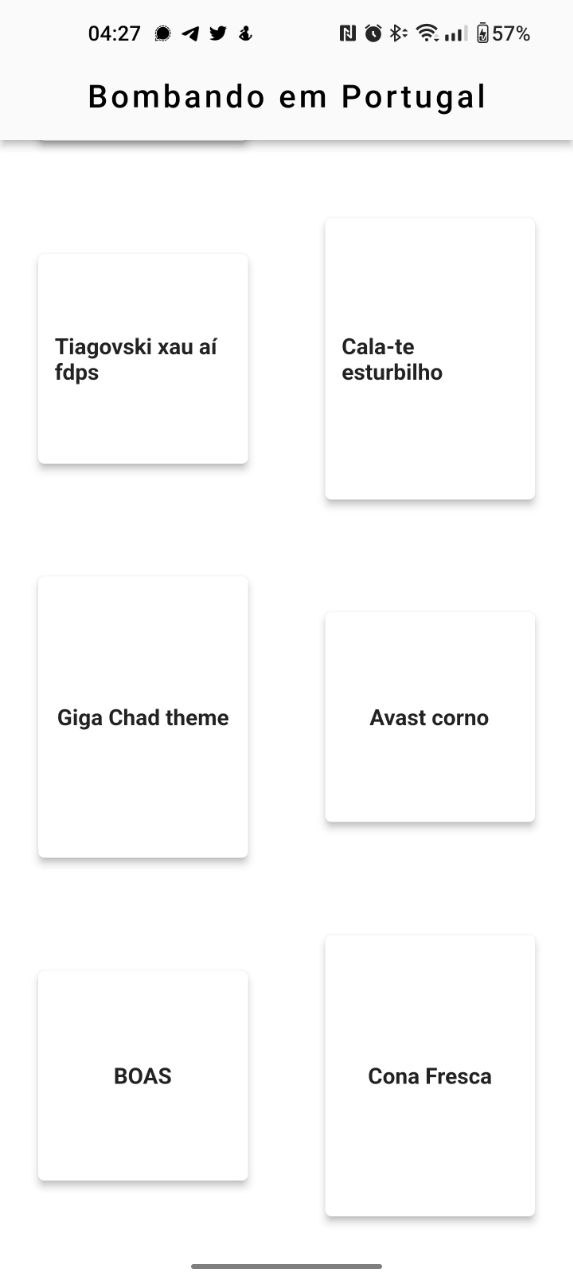 04:27
57%
Bombando em Portugal
Tiagovski xau aí
fdps
Cala-te
esturbilho
Giga Chad theme
Avast corno
BOAS
Cona Fresca